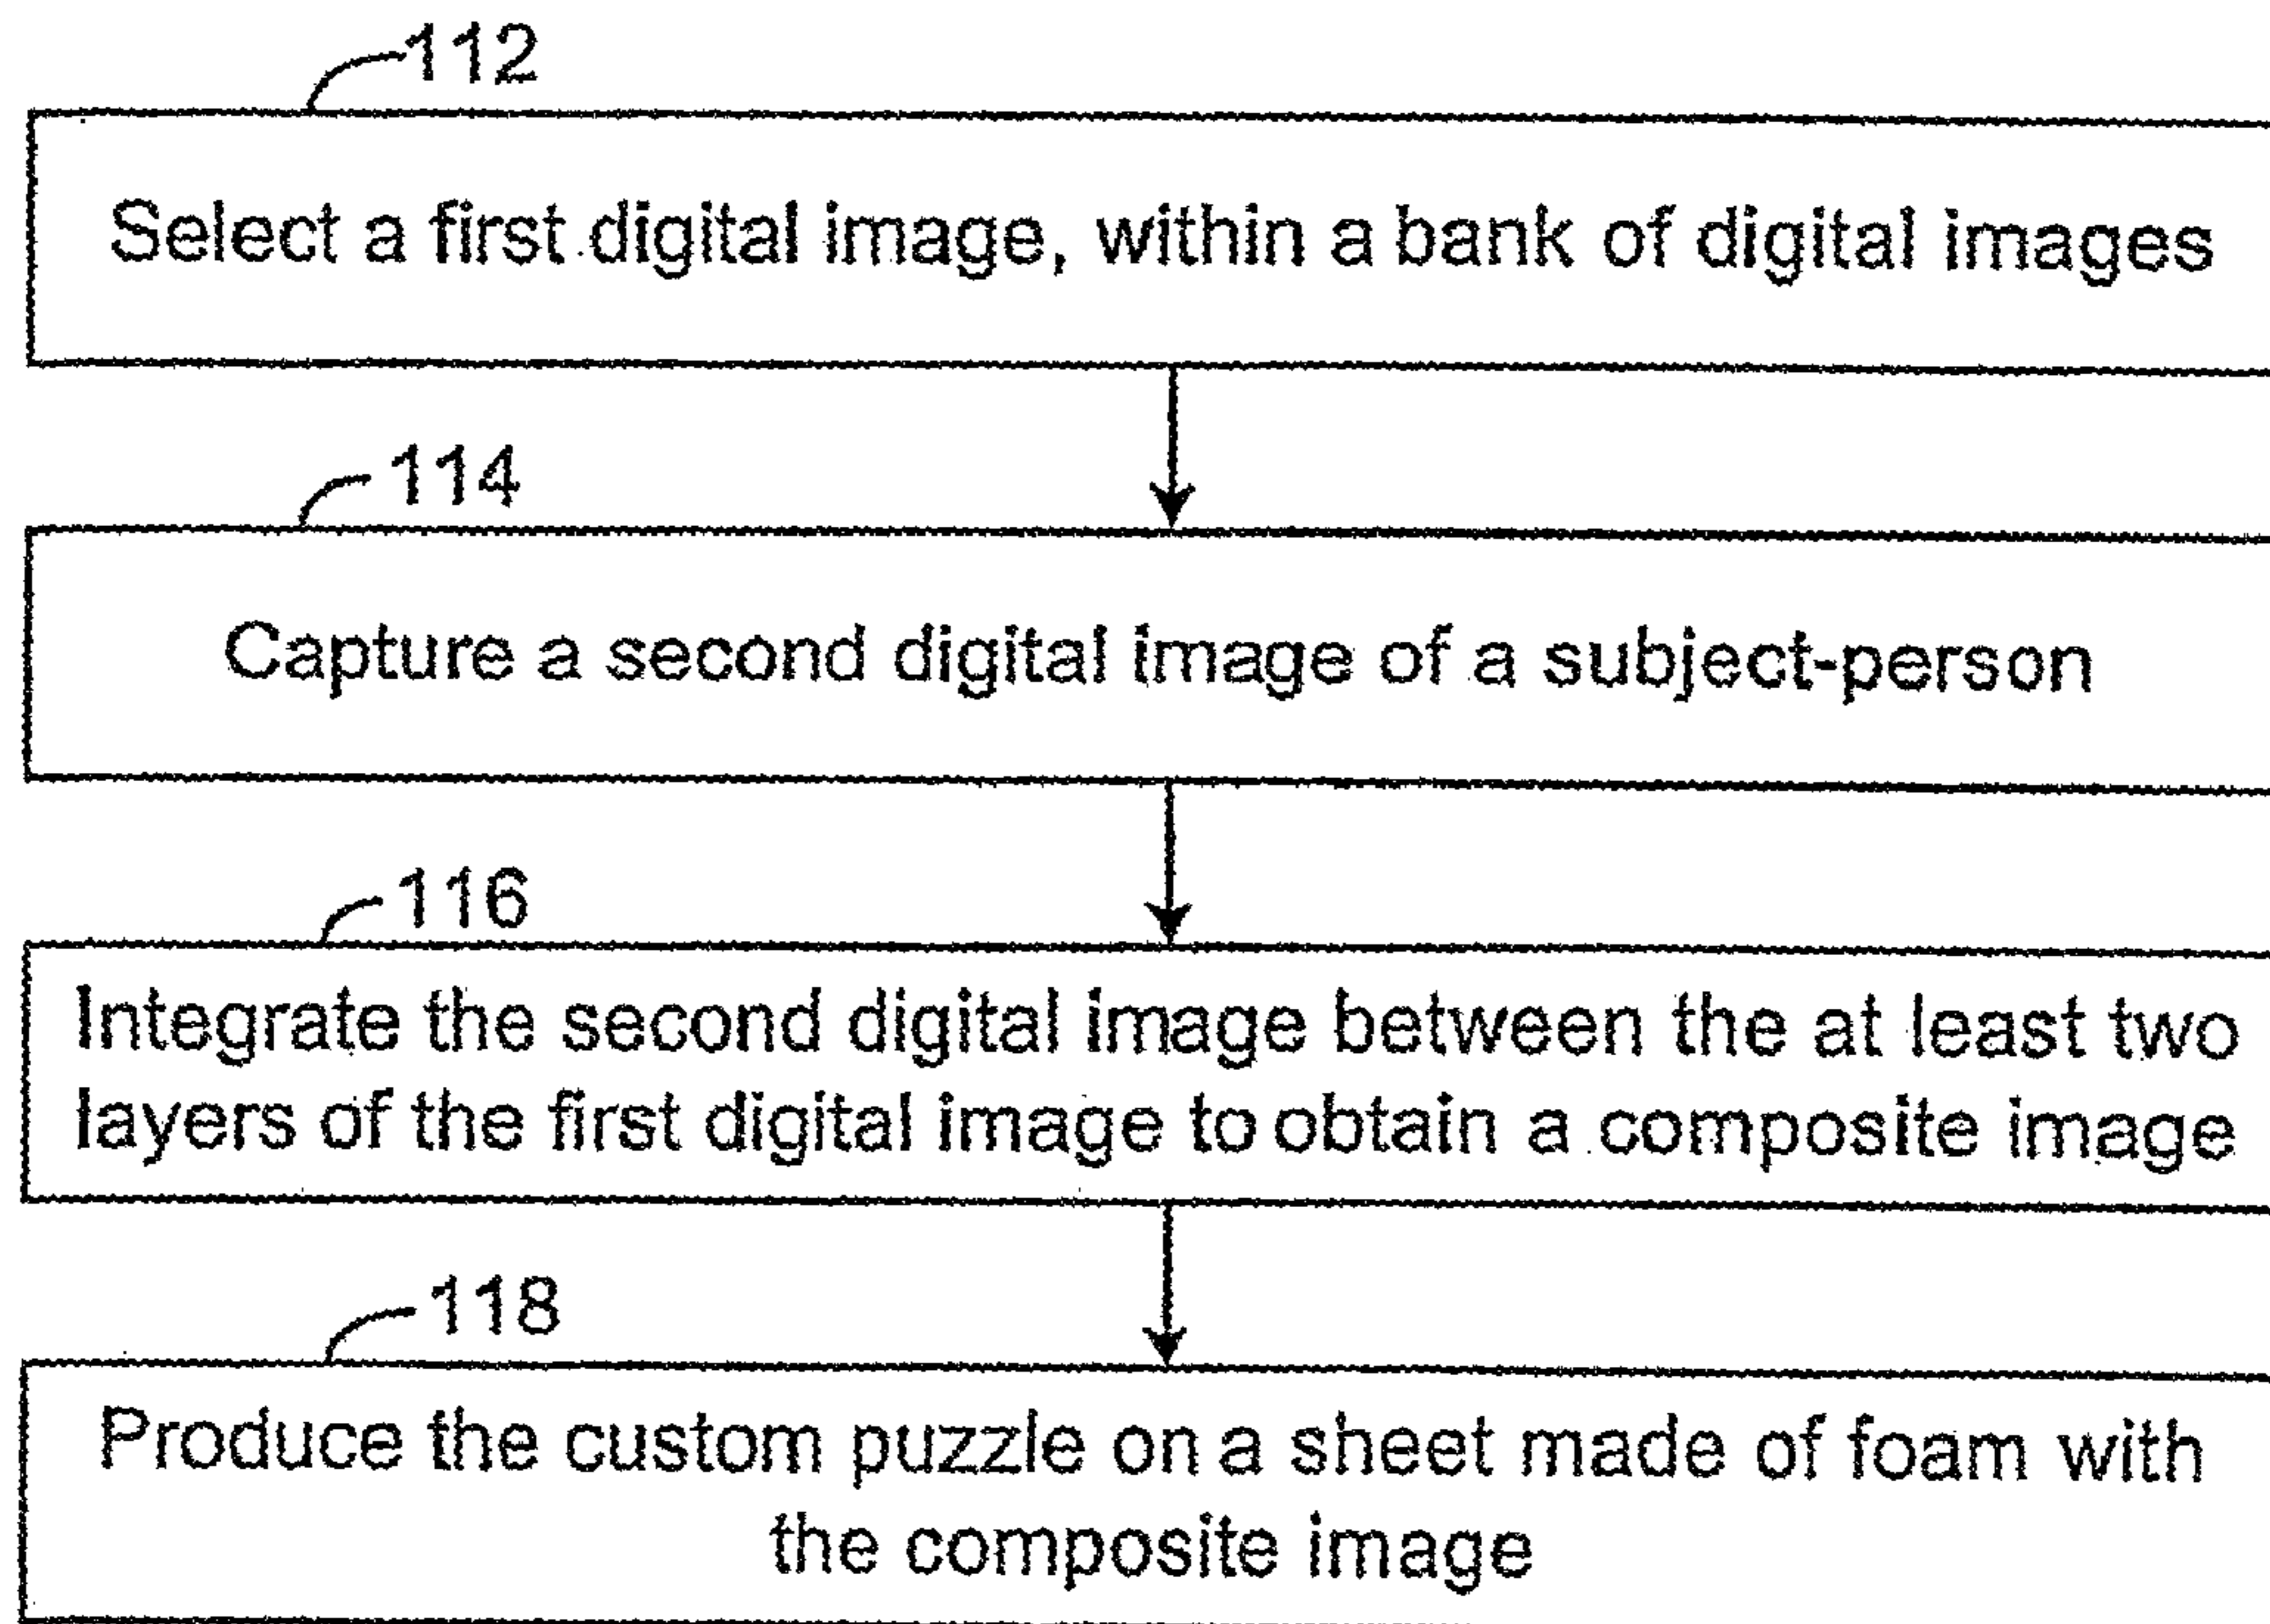 112
Select a first digital image, within a bank of digital images
114
Capture a second digital image of a subject-person
116
Integrate the second digital image between the at least two
layers of the first digital image to obtain a composite image
118
Produce the custom puzzle on a sheet made of foam with
the composite image